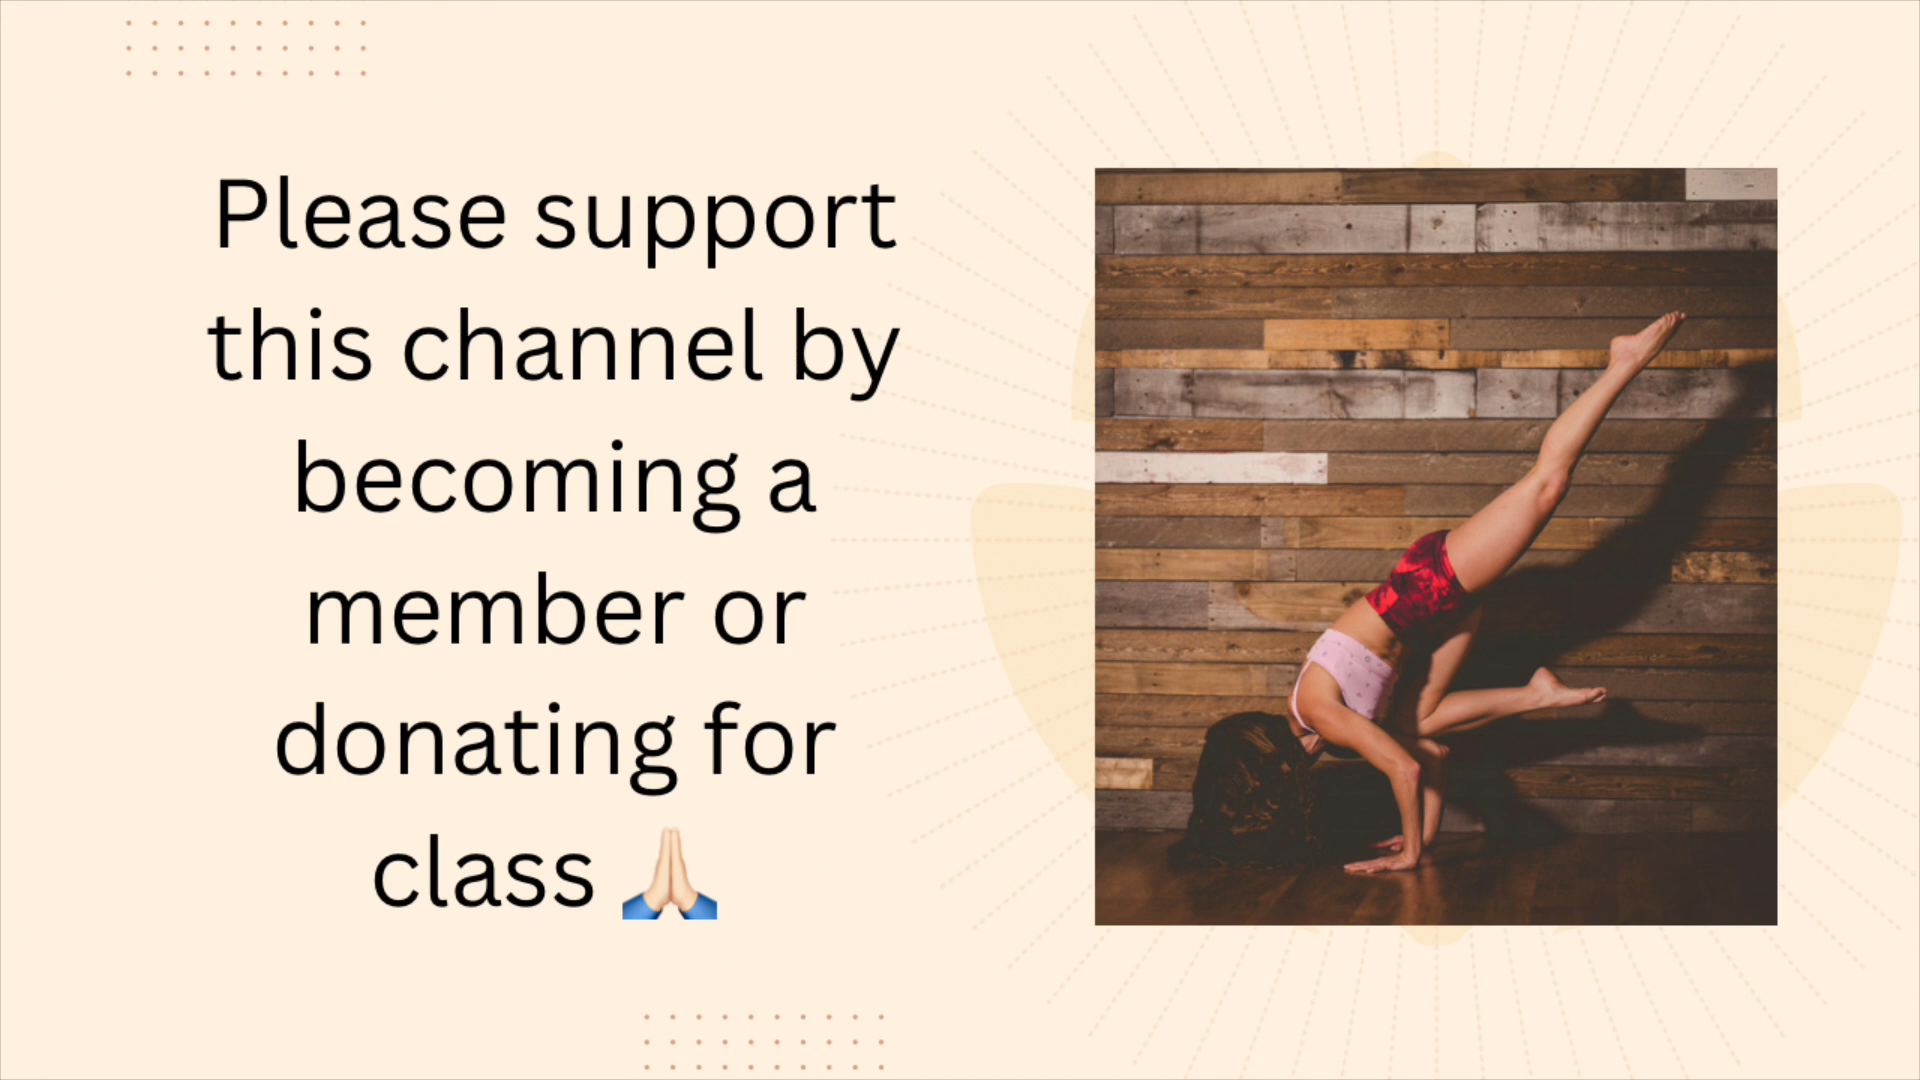 Please support
this channel by
becoming a
member or
donating for
class 🙏🏻